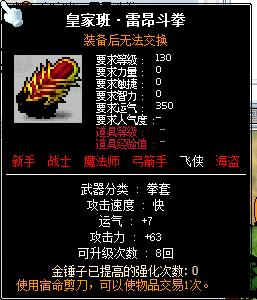 皇家班·雷昂斗拳
装备后无法交换
要求等级： 130
要求力量： 0
要求敏捷： 0
要求智力： 0
要求运气： 350
要求人气度： -
道具等级： -
道具经验值： -
新手 战士 魔法师 弓箭手 飞侠 海盗
武器分类 ： 拳套
攻击速度 ： 快
运气 ： +7
攻击力 ： +63
可升级次数 ： 8回
金锤子已提高的强化次数： 0
使用宿命剪刀，可以使物品交易1次。